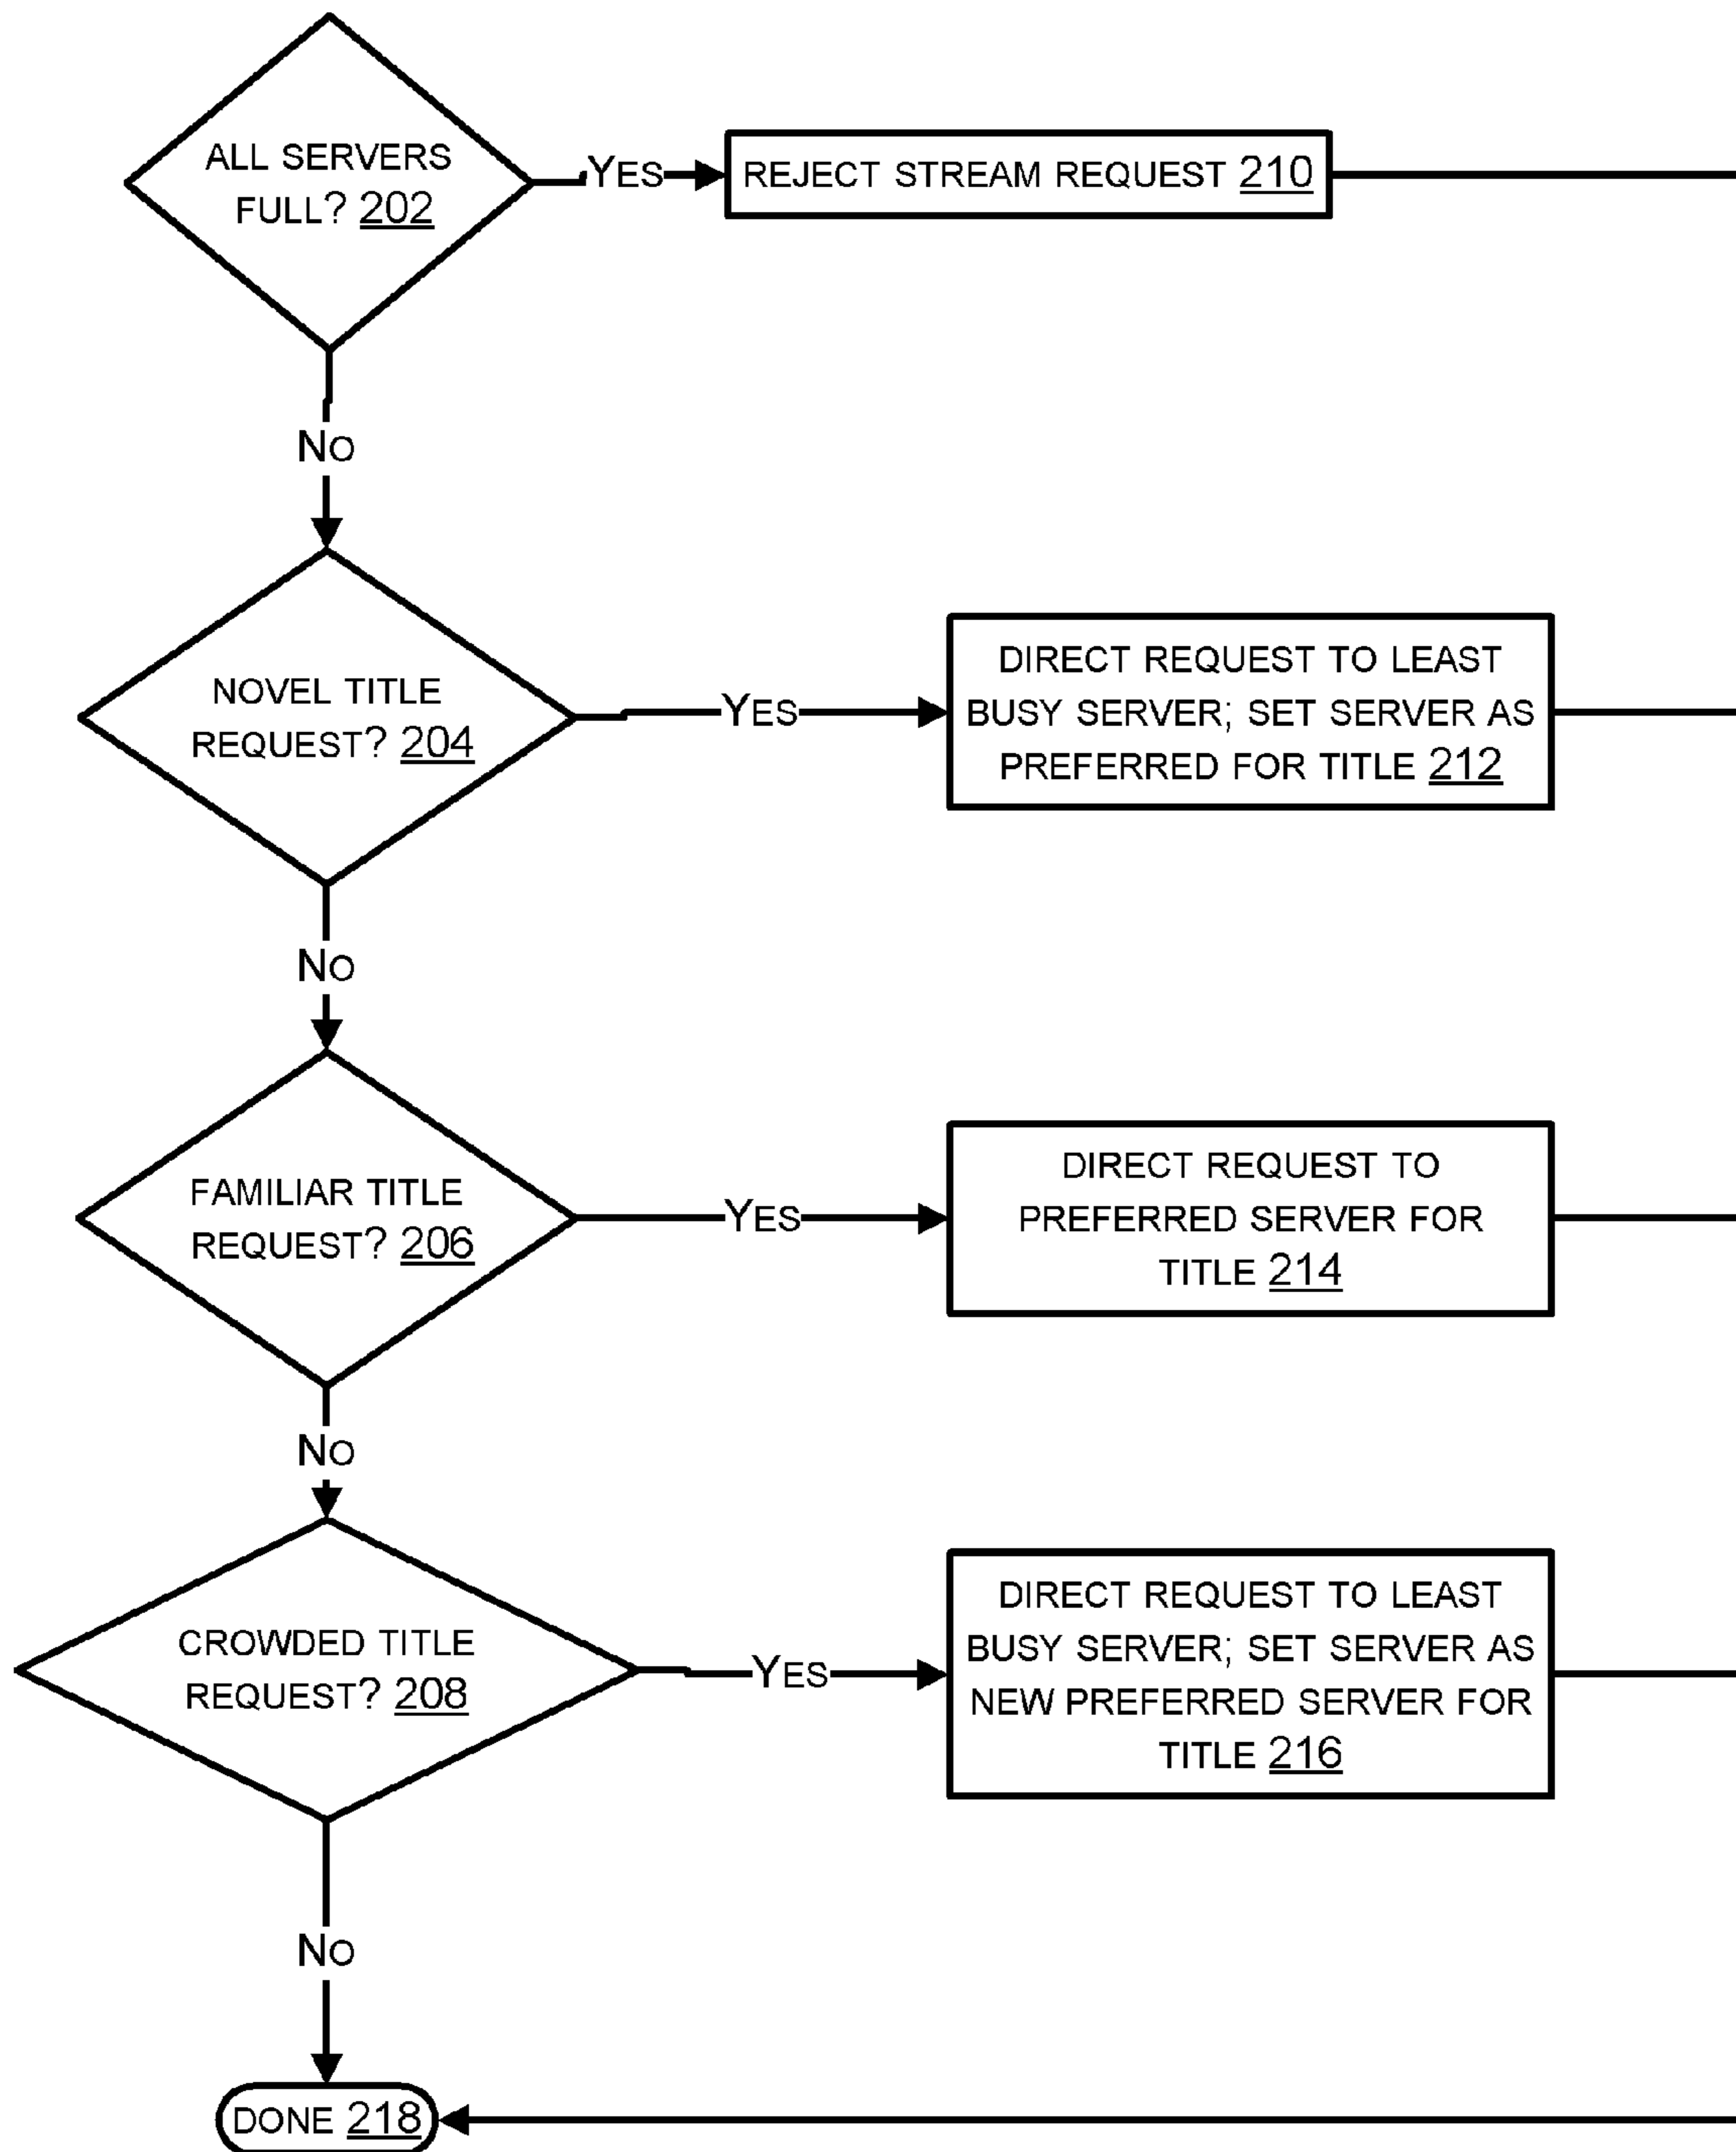 ALL SERVERS
FULL? 202
YES
REJECT STREAM REQUEST 210
NO
NOVEL TITLE
REQUEST? 204
YES
DIRECT REQUEST TO LEAST
BUSY SERVER; SET SERVER AS
PREFERRED FOR TITLE 212
NO
FAMILIAR TITLE
REQUEST? 206
YES
DIRECT REQUEST TO
PREFERRED SERVER FOR
TITLE 214
NO
CROWDED TITLE
REQUEST? 208
YES
DIRECT REQUEST TO LEAST
BUSY SERVER; SET SERVER AS
NEW PREFERRED SERVER FOR
TITLE 216
NO
DONE 218